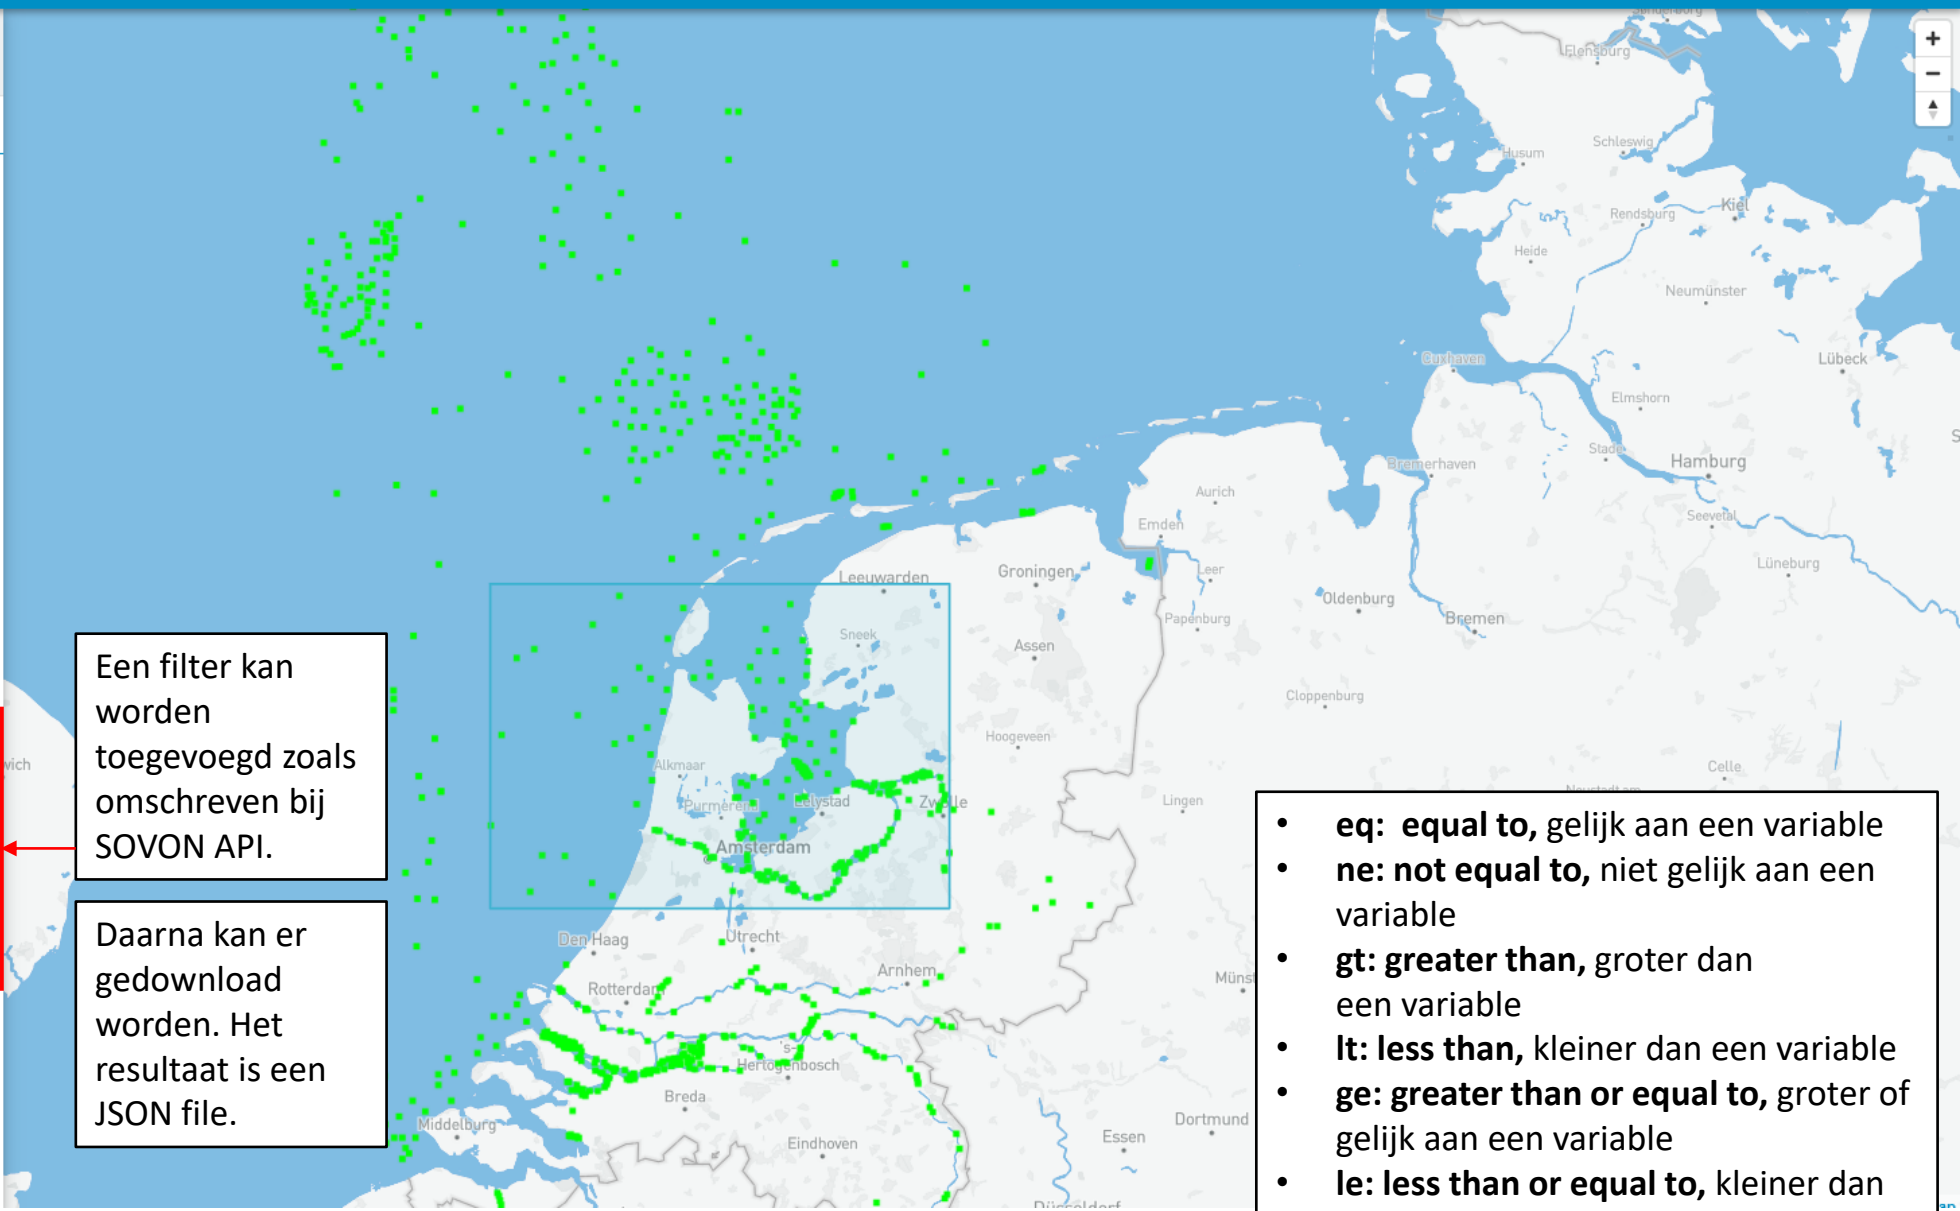 Sønderborg
Flensburg
Schleswig
Husum
Rendsburg
Kiel
Heide
Neumünster
Lübeck
Cuxhaven
Elmshorn
Stade
Hamburg
Bremerhaven
Aurich
Emden
Seevetal
Lüneburg
Leeuwarden
Groningen
Leer
Oldenburg
Papenburg
Bremen
Sneek
Assen
Cloppenburg
Hoogeveen
Alkmaar
Celle
Purmerend
Lelystad
Zwolle
Lingen
Amsterdam
Een filter kan
worden
toegevoegd zoals
omschreven bij
SOVON API.
Daarna kan er
gedownload
worden. Het
resultaat is een
JSON file.
Den Haag
Utrecht
Arnhem
Rotterdam
's-
Hertogenbosch
Breda
Middelburg
Eindhoven
Essen
Dortmund
Düsseldorf
• eq: equal to, gelijk aan een variable
• ne: not equal to, niet gelijk aan een
variable
• gt: greater than, groter dan
een variable
• lt: less than, kleiner dan een variable
• ge: greater than or equal to, groter of
gelijk aan een variable
• le: less than or equal to, kleiner dan